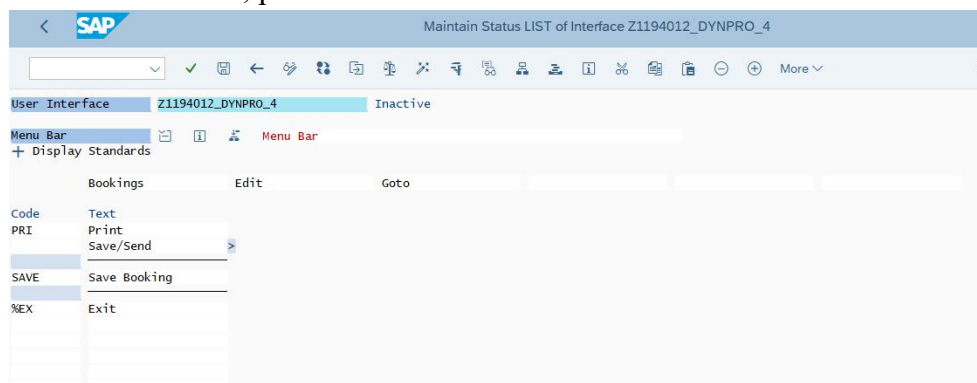 SAP Maintain Status LIST of Interface Z1194012_DYNPRO_4
More
User Interface Z1194012_DYNPRO_4 Inactive
Menu Bar Menu Bar
+ Display Standards
Bookings Edit Goto
Code Text
PRI Print
Save/Send >
SAVE Save Booking
%EX Exit